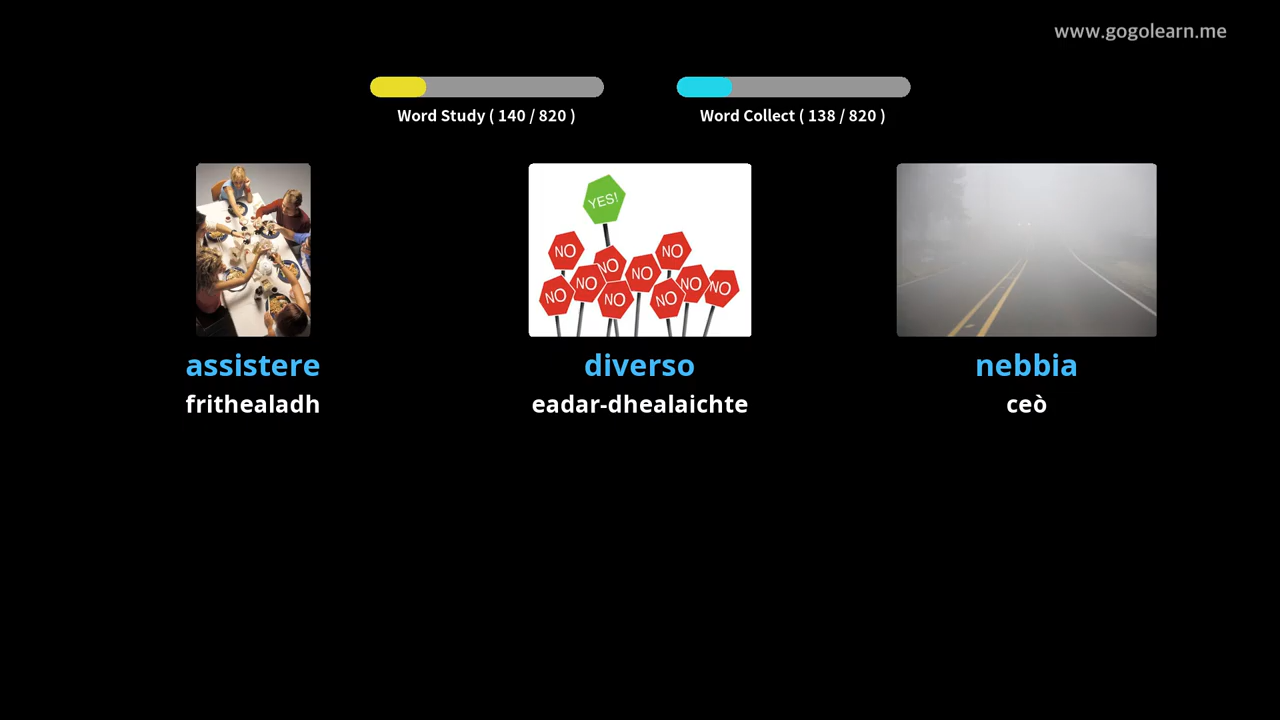 www.gogolearn.me
Word Study ( 140 / 820 )
Word Collect ( 138 / 820 )
YES!
NO
NO
NO
NO
NO
NO
NO
NO
NO
NO
assistere
diverso
nebbia
frithealadh
eadar-dhealaichte
ceò